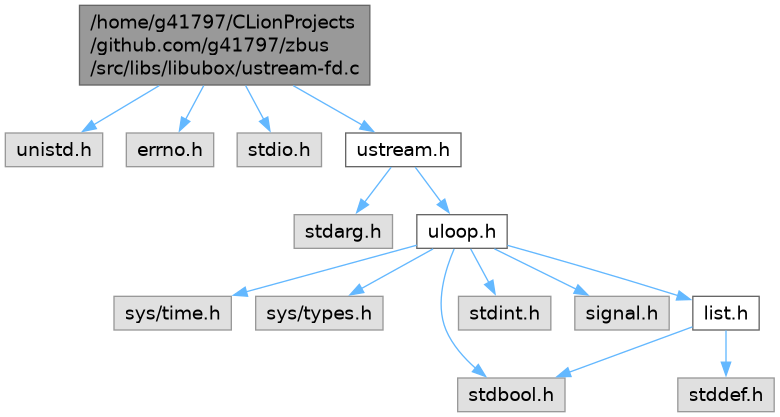 /home/g41797/CLionProjects
/github.com/g41797/zbus
/src/libs/libubox/ustream-fd.c
unistd.h
errno.h
stdio.h
ustream.h
stdarg.h
uloop.h
sys/time.h
sys/types.h
stdint.h
signal.h
list.h
stdbool.h
stddef.h